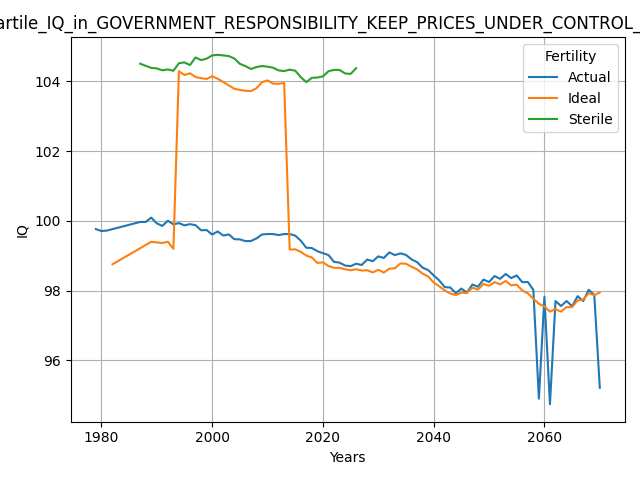 artile_IQ_in_GOVERNMENT_RESPONSIBILITY_KEEP_PRICES_UNDER_CONTROL_
Fertility
Actual
Ideal
Sterile
104
102
100
98
96
IQ
1980
2000
2020
2040
2060
Years